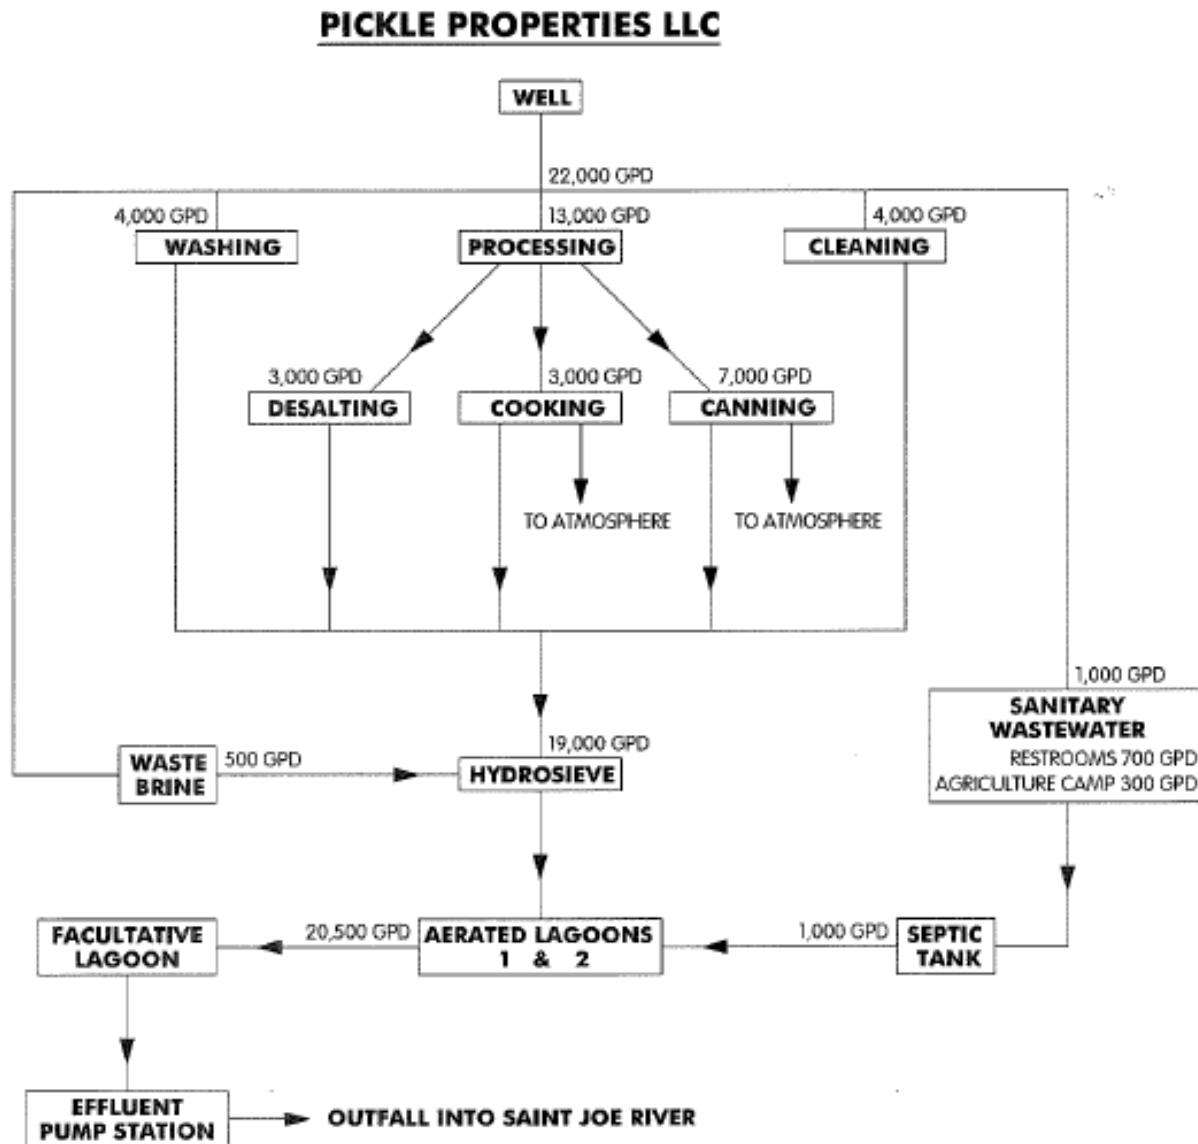 PICKLE PROPERTIES LLC
WELL
22,000 GPD
4,000 GPD
WASHING
13,000 GPD
PROCESSING
4,000 GPD
CLEANING
3,000 GPD
DESALTING
3,000 GPD
COOKING
7,000 GPD
CANNING
TO ATMOSPHERE
TO ATMOSPHERE
1,000 GPD
SANITARY
WASTEWATER
RESTROOMS 700 GPD
AGRICULTURE CAMP 300 GPD
WASTE
BRINE
500 GPD
19,000 GPD
HYDROSIEVE
FACULTATIVE
LAGOON
20,500 GPD
AERATED LAGOONS
1 & 2
1,000 GPD
SEPTIC
TANK
EFFLUENT
PUMP STATION
OUTFALL INTO SAINT JOE RIVER